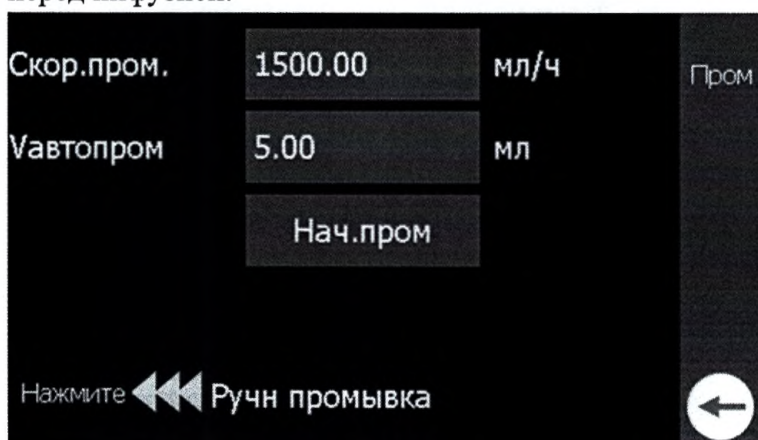 Скор.пром. 1500.00 мл/ч
Пром
Vавтопром 5.00 мл
Нач.пром
Нажмите Ручн промывка